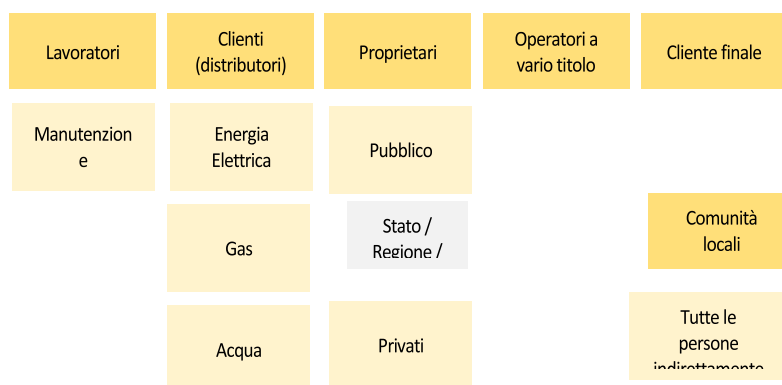 Lavoratori
Clienti
(distributori)
Proprietari
Operatori a
vario titolo
Cliente finale
Manutenzion
e
Energia
Elettrica
Pubblico
Gas
Stato /
Regione /
Comunità
locali
Acqua
Privati
Tutte le
persone
indirettamente